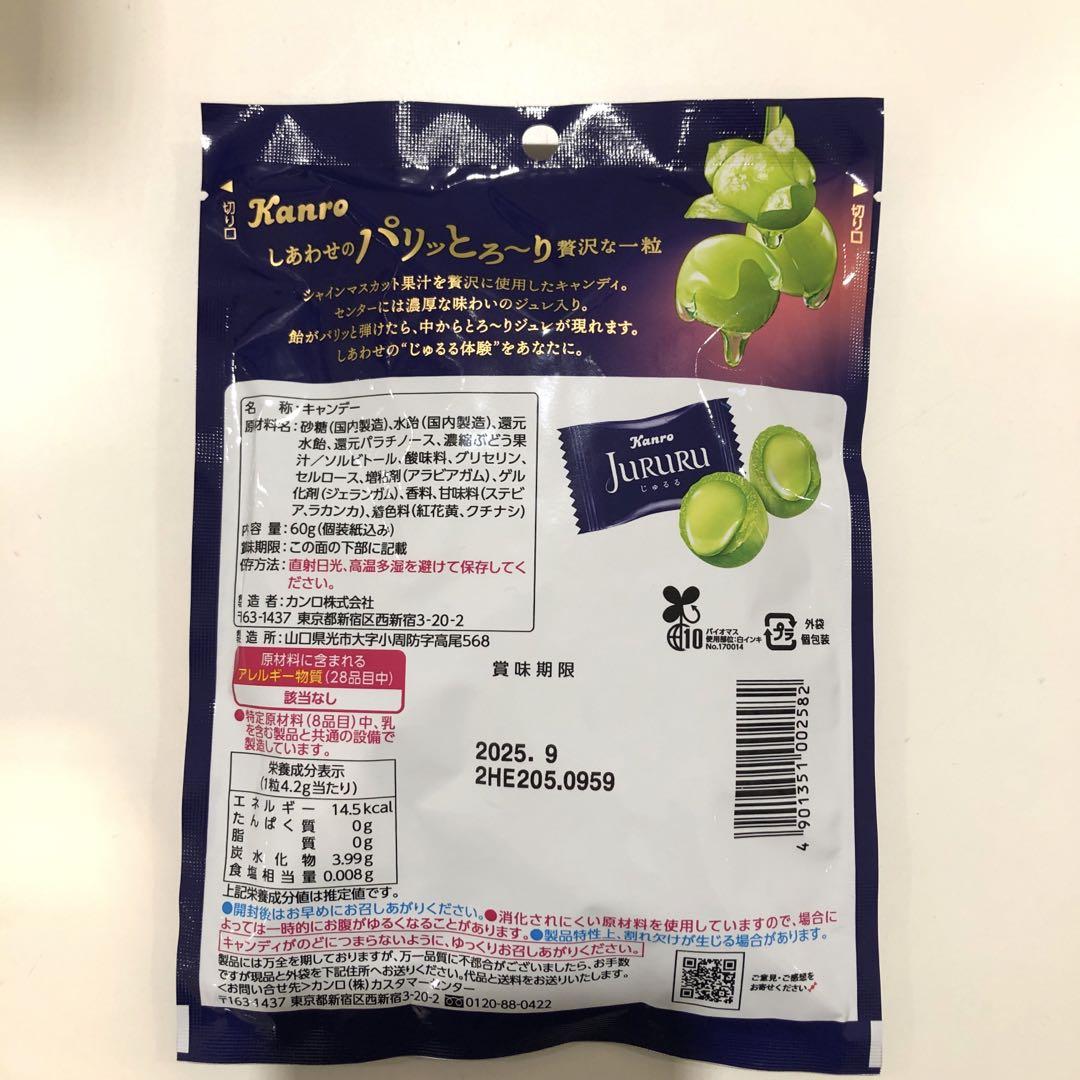 切り口
切り口
Kanro
しあわせのパリッとろ〜り贅沢な一粒
シャインマスカット果汁を贅沢に使用したキャンディ。
センターには濃厚な味わいのジュレ入り。
飴がパリッと弾けたら、中からとろ〜りジュレが現れます。
しあわせの“じゅるる体験”をあなたに。
名 称：キャンデー
原材料名：砂糖(国内製造)、水飴(国内製造)、還元
水飴、還元パラチノース、濃縮ぶどう果
汁／ソルビトール、酸味料、グリセリン、
セルロース、増粘剤(アラビアガム)、ゲル
化剤(ジェランガム)、香料、甘味料(ステビ
ア、ラカンカ)、着色料(紅花黄、クチナシ)
内容量：60g(個装紙込み)
賞味期限：この面の下部に記載
保存方法：直射日光、高温多湿を避けて保存してく
ださい。
製造者：カンロ株式会社
〒163-1437 東京都新宿区西新宿3-20-2
製造所：山口県光市大字小周防字高尾568
Kanro
JURURU
じゅるる
10
バイオマス
使用部位:白インキ
No.170014
プラ
外袋
個包装
原材料に含まれる
アレルギー物質(28品目中)
該当なし
●特定原材料(8品目)中、乳
を含む製品と共通の設備で
製造しています。
賞味期限
2025. 9
2HE205.0959
4 901351 002582
栄養成分表示
(1粒4.2g当たり)
エネルギー 14.5kcal
たんぱく質 0g
脂質 0g
炭水化物 3.99g
食塩相当量 0.008g
上記栄養成分値は推定値です。
●開封後はお早めにお召しあがりください。●消化されにくい原材料を使用していますので、場合に
よっては一時的にお腹がゆるくなることがあります。●製品特性上、割れ欠けが生じる場合があります。
キャンディがのどにつまらないように、ゆっくりお召しあがりください。
製品には万全を期しておりますが、万一品質に不都合がございましたら、お手数
ですが現品と外袋を下記住所へお送りください。代品と送料をお送りいたします。
＜お問い合せ先＞カンロ(株)カスタマーセンター
〒163-1437 東京都新宿区西新宿3-20-2 0120-88-0422
ご意見・ご感想を
お寄せください